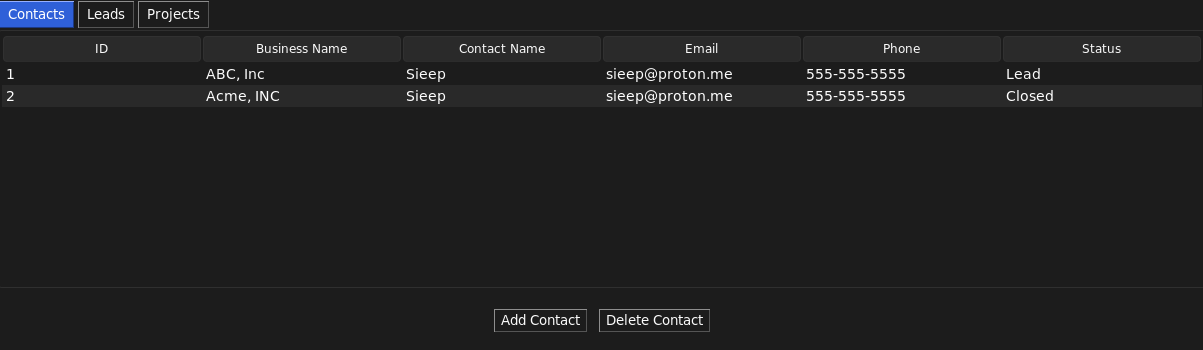 Contacts Leads Projects
ID Business Name Contact Name Email Phone Status
1 ABC, Inc Sieep sieep@proton.me 555-555-5555 Lead
2 Acme, INC Sieep sieep@proton.me 555-555-5555 Closed
Add Contact Delete Contact